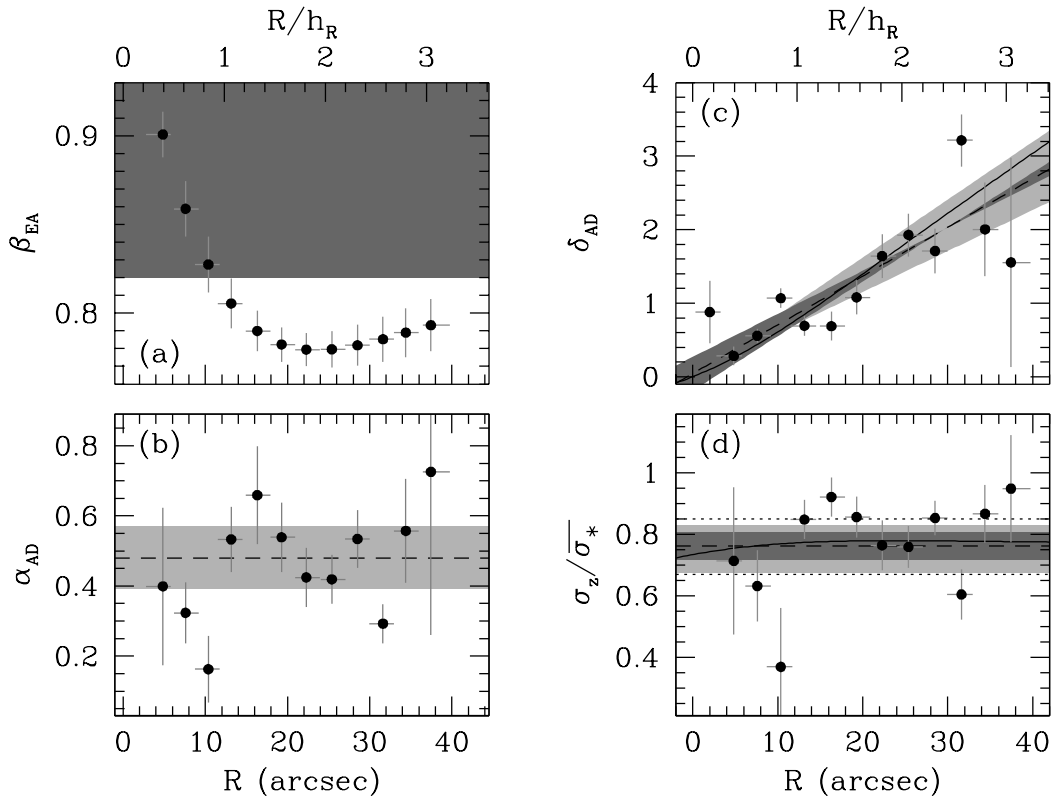 R/h_R R/h_R
0 1 2 3 0 1 2 3
0.9
0.8
β_EA
(a)
4
3
2
1
0
δ_AD
(c)
0.8
0.6
0.4
0.2
α_AD
(b)
1
0.8
0.6
0.4
σ_z/σ̅_*
(d)
0 10 20 30 40 0 10 20 30 40
R (arcsec) R (arcsec)